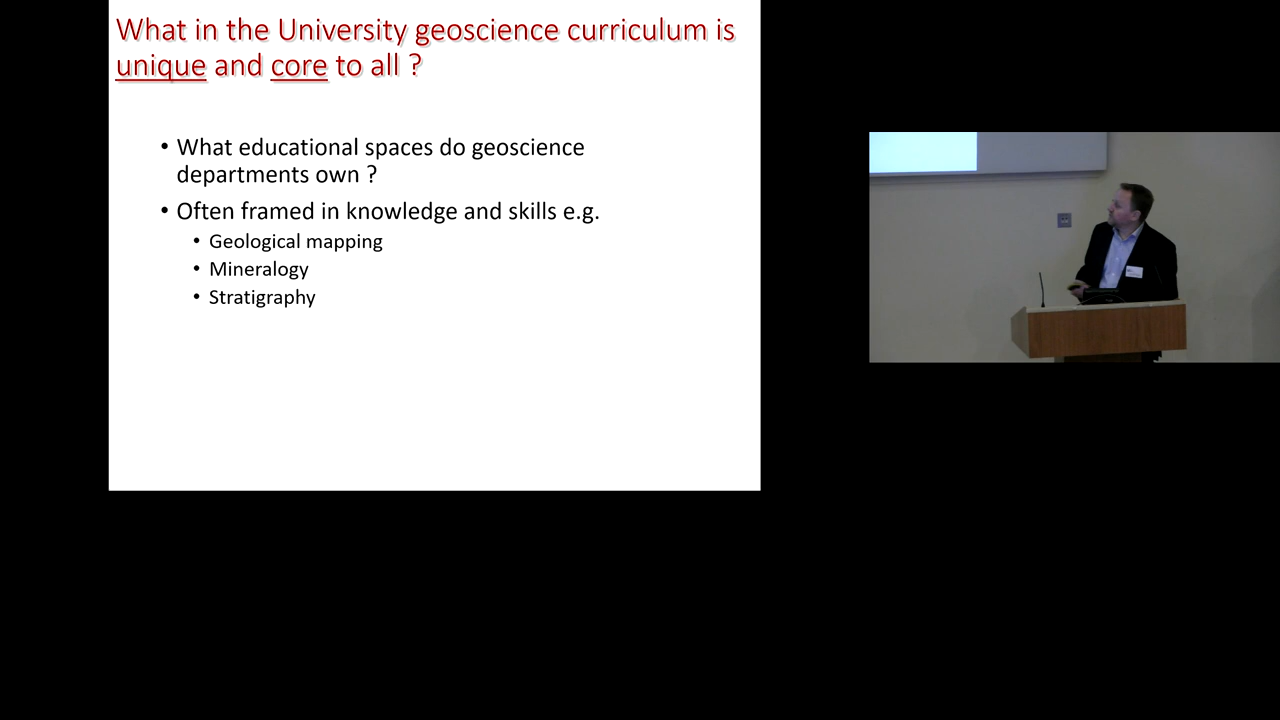 What in the University geoscience curriculum is
unique and core to all ?
• What educational spaces do geoscience
departments own ?
• Often framed in knowledge and skills e.g.
• Geological mapping
• Mineralogy
• Stratigraphy